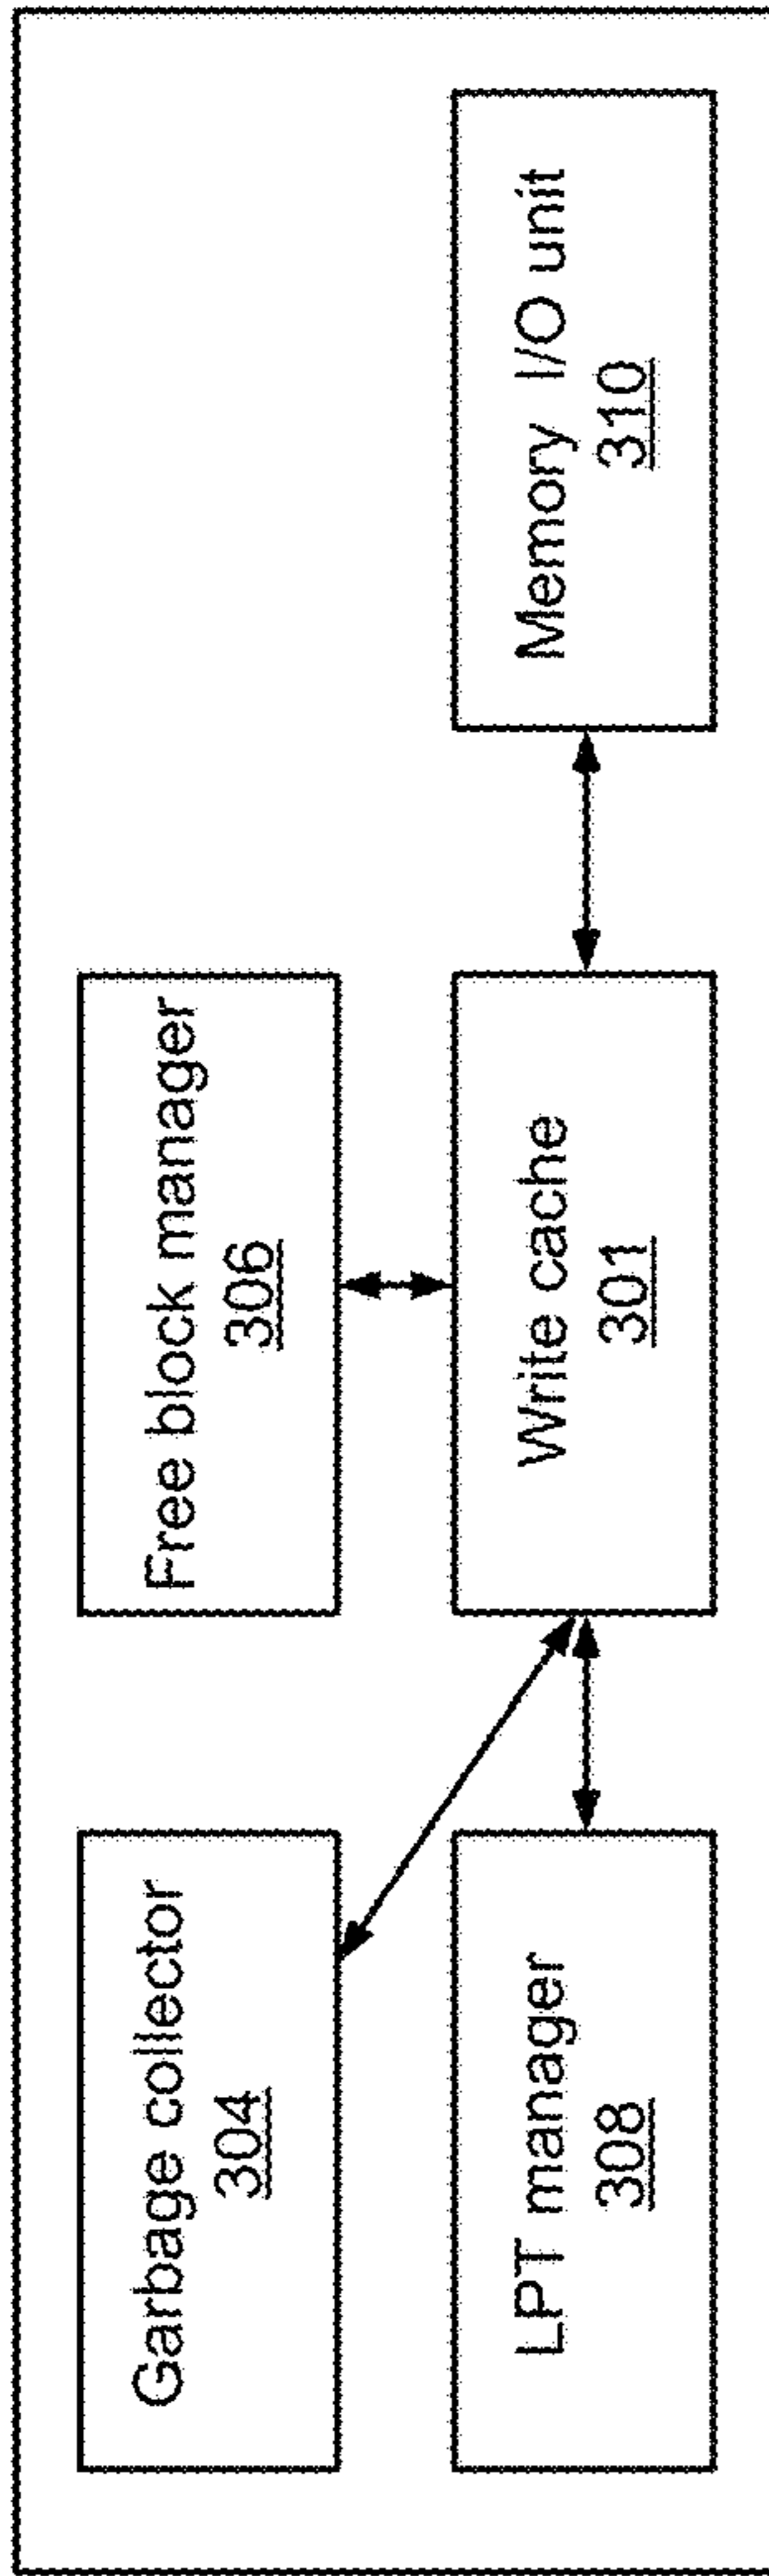 Garbage collector
304
Free block manager
306
LPT manager
308
Write cache
301
Memory I/O unit
310